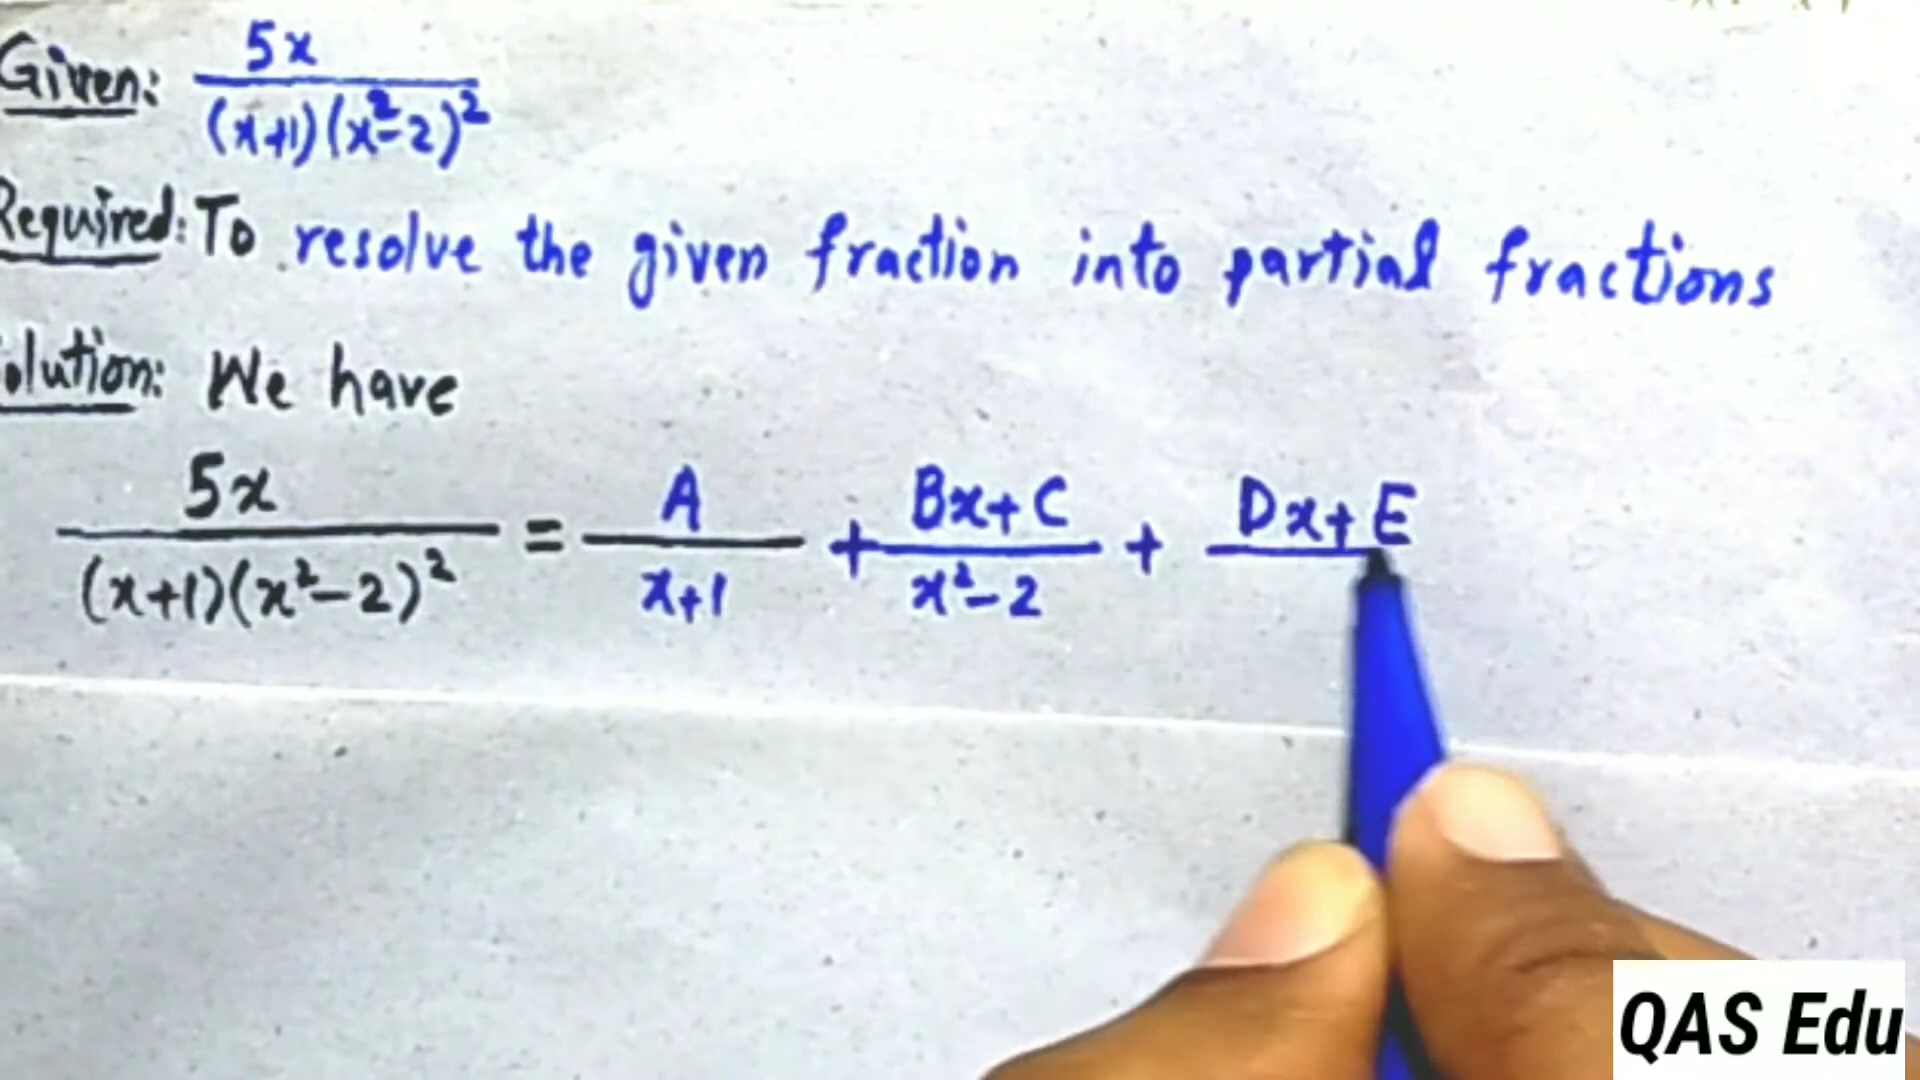 Given: 5x
(x+1)(x²-2)²
Required: To resolve the given fraction into partial fractions
olution: We have
5x/(x+1)(x²-2)² = A/x+1 + Bx+C/x²-2 + Dx+E
QAS Edu